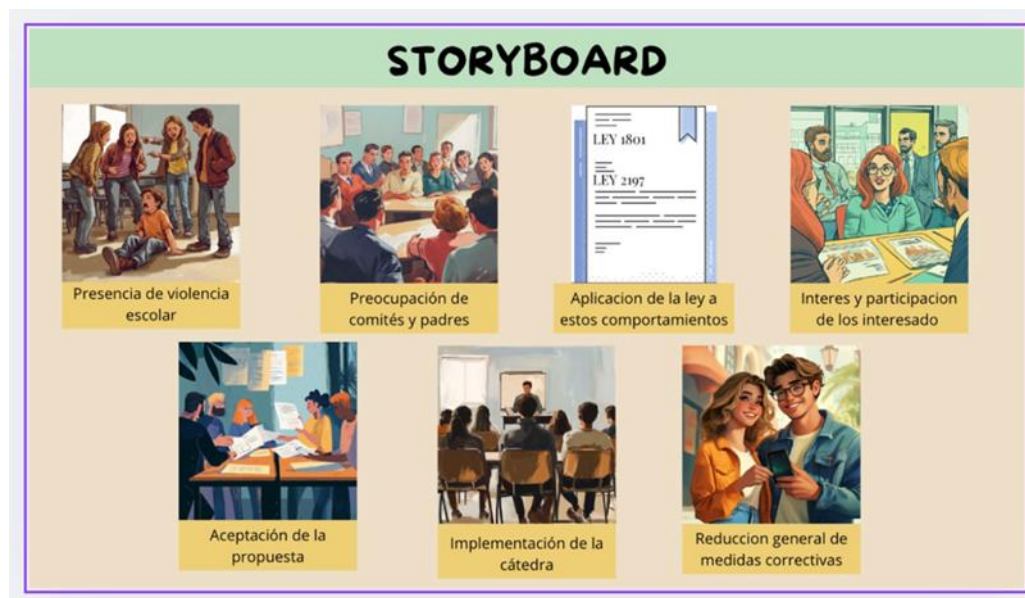 STORYBOARD
Presencia de violencia
escolar
Preocupación de
comités y padres
LEY 1801
LEY 2197
Aplicacion de la ley a
estos comportamientos
Interes y participacion
de los interesado
Aceptación de la
propuesta
Implementación de la
cátedra
Reduccion general de
medidas correctivas